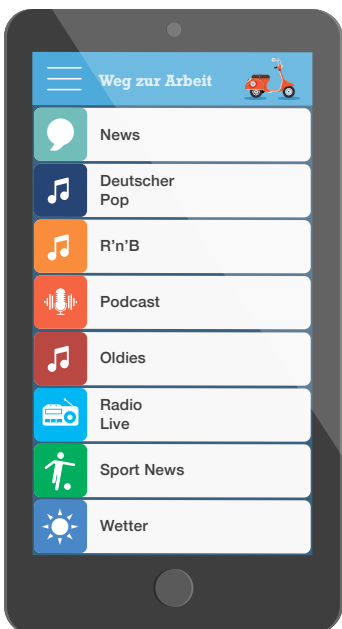 Weg zur Arbeit
News
Deutscher
Pop
R’n’B
Podcast
Oldies
Radio
Live
Sport News
Wetter